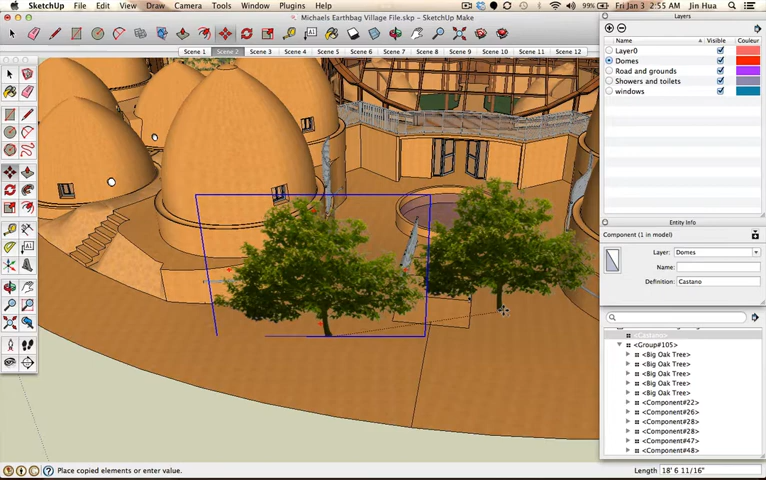 SketchUp File Edit View Draw Camera Tools Window Plugins Help 99% Fri Jan 3 2:55 AM Jin Hua
Michaels Earthbag Village File.skp - SketchUp Make
Scene 1 Scene 2 Scene 3 Scene 4 Scene 5 Scene 6 Scene 7 Scene 8 Scene 9 Scene 10 Scene 11 Scene 12
Layers
Name Visible Colour
Layer0
Domes
Road and grounds
Showers and toilets
windows
Entity Info
Component (1 in model)
Layer: Domes
Name:
Definition: Castano
<Castano>
<Group#105>
<Big Oak Tree>
<Big Oak Tree>
<Big Oak Tree>
<Big Oak Tree>
<Big Oak Tree>
<Component#22>
<Component#26>
<Component#28>
<Component#28>
<Component#47>
<Component#48>
Place copied elements or enter value.
Length 18' 6 11/16"